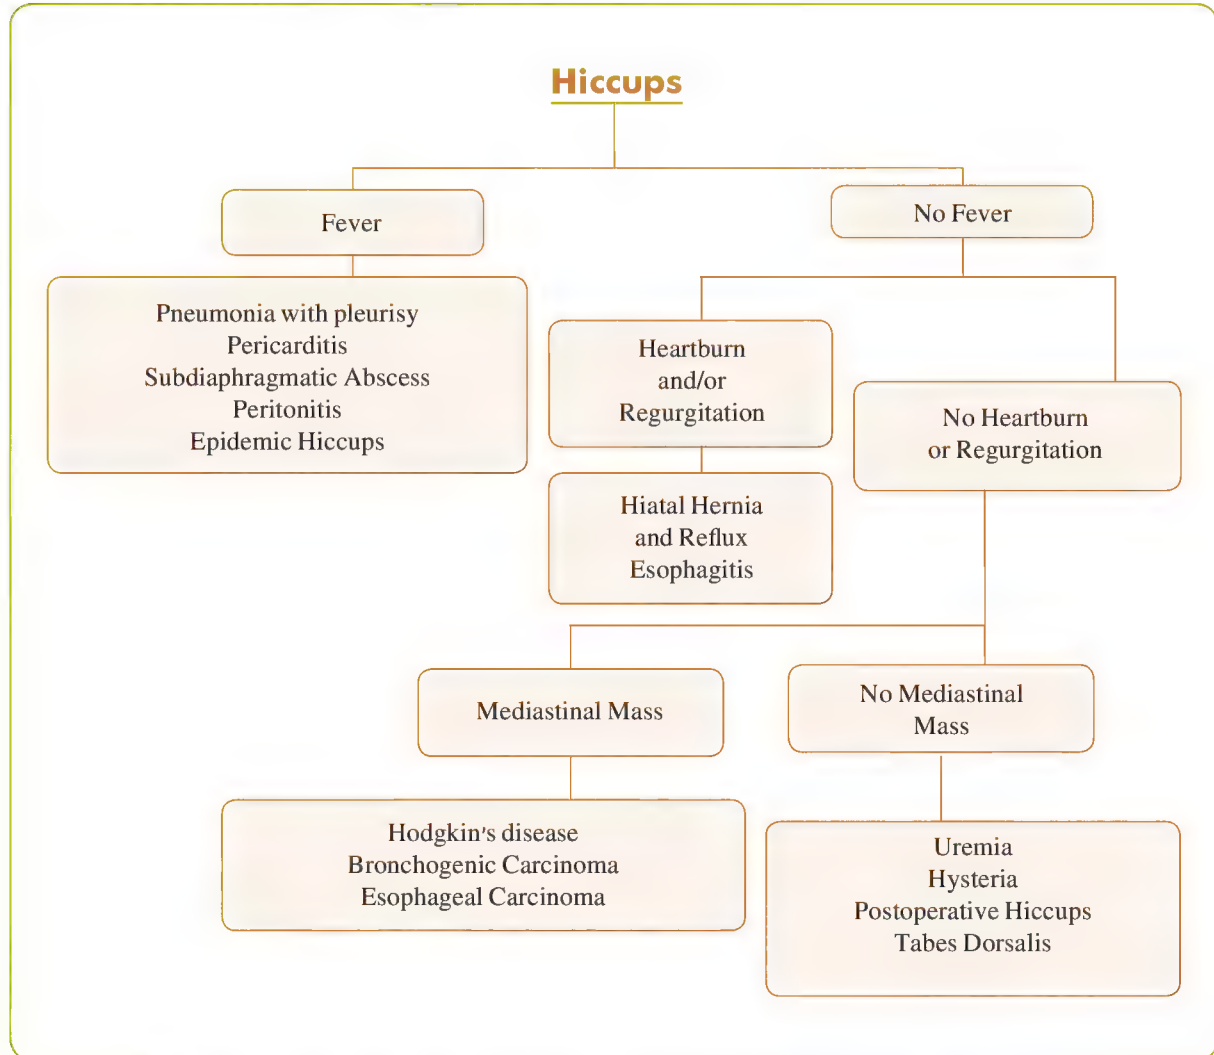 Hiccups
Fever
No Fever
Pneumonia with pleurisy
Pericarditis
Subdiaphragmatic Abscess
Peritonitis
Epidemic Hiccups
Heartburn
and/or
Regurgitation
No Heartburn
or Regurgitation
Hiatal Hernia
and Reflux
Esophagitis
Mediastinal Mass
No Mediastinal
Mass
Hodgkin's disease
Bronchogenic Carcinoma
Esophageal Carcinoma
Uremia
Hysteria
Postoperative Hiccups
Tabes Dorsalis